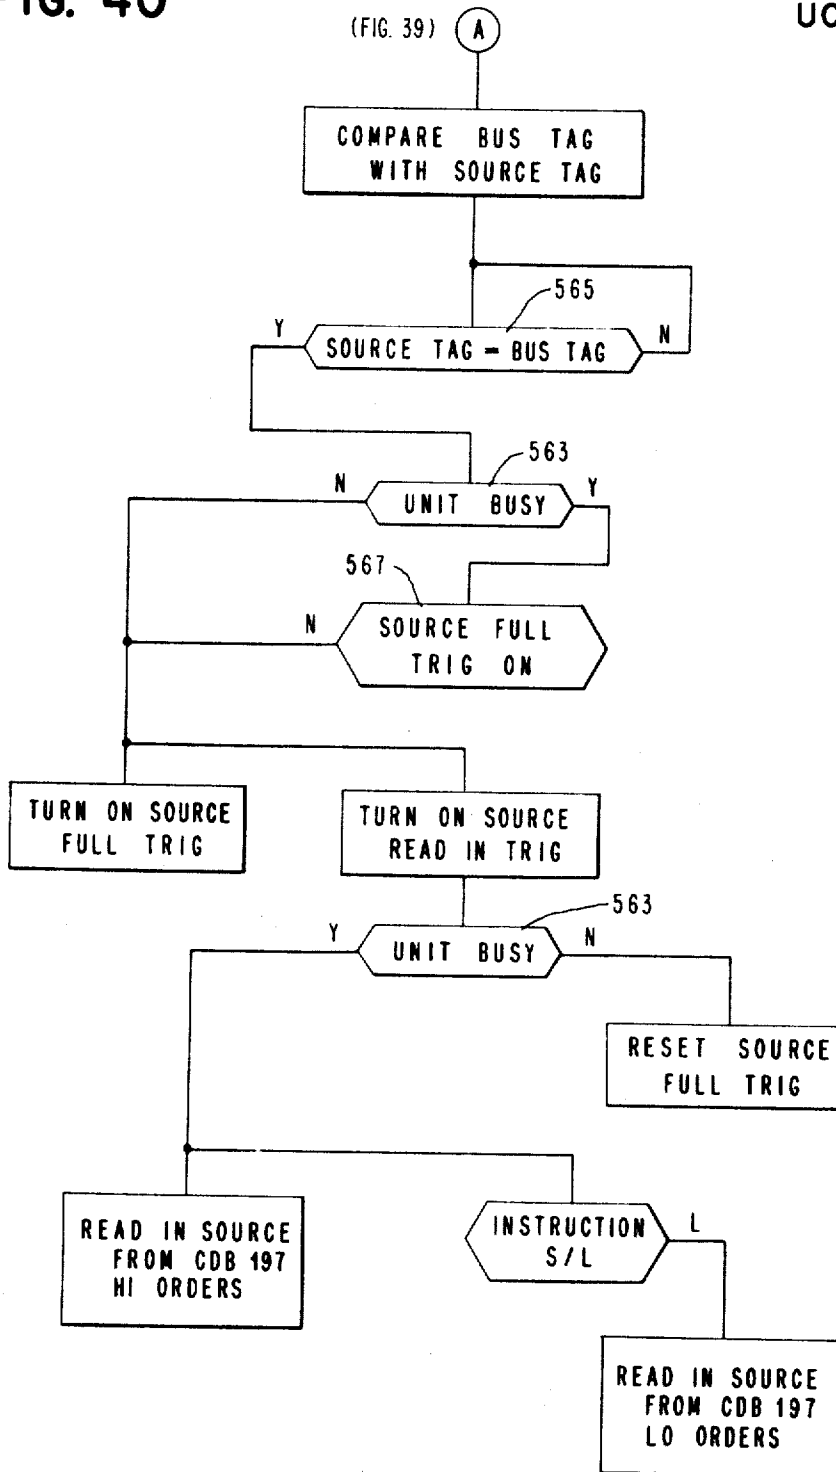 FIG. 40
(FIG. 39) A
COMPARE BUS TAG
WITH SOURCE TAG
565
Y
N
SOURCE TAG = BUS TAG
563
N
Y
UNIT BUSY
567
N
SOURCE FULL
TRIG ON
TURN ON SOURCE
FULL TRIG
TURN ON SOURCE
READ IN TRIG
563
Y
N
UNIT BUSY
RESET SOURCE
FULL TRIG
READ IN SOURCE
FROM CDB 197
HI ORDERS
INSTRUCTION
S/L
L
READ IN SOURCE
FROM CDB 197
LO ORDERS